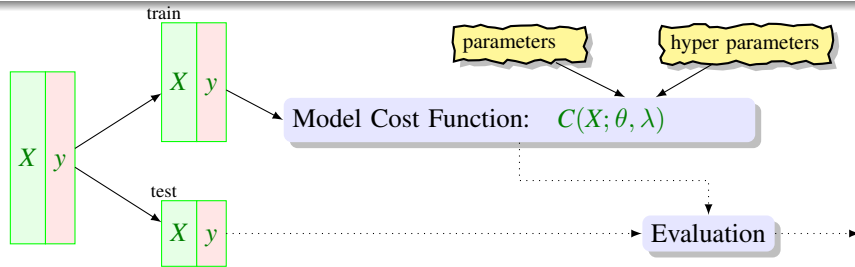 train
parameters
hyper parameters
X y
Model Cost Function: C(X; θ, λ)
X y
test
X y
Evaluation